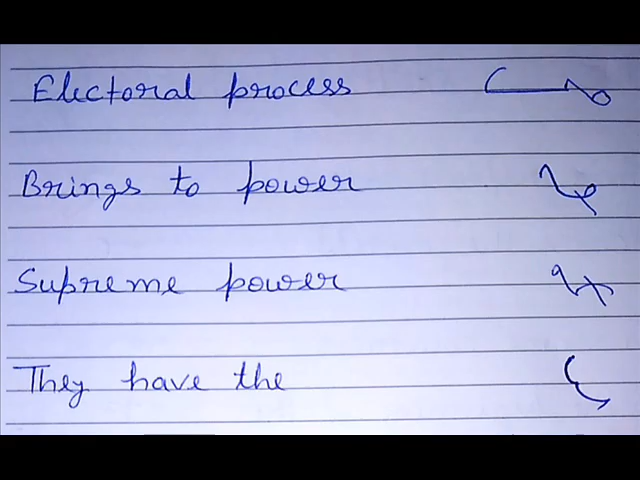 Electoral process
Brings to power
Supreme power
They have the